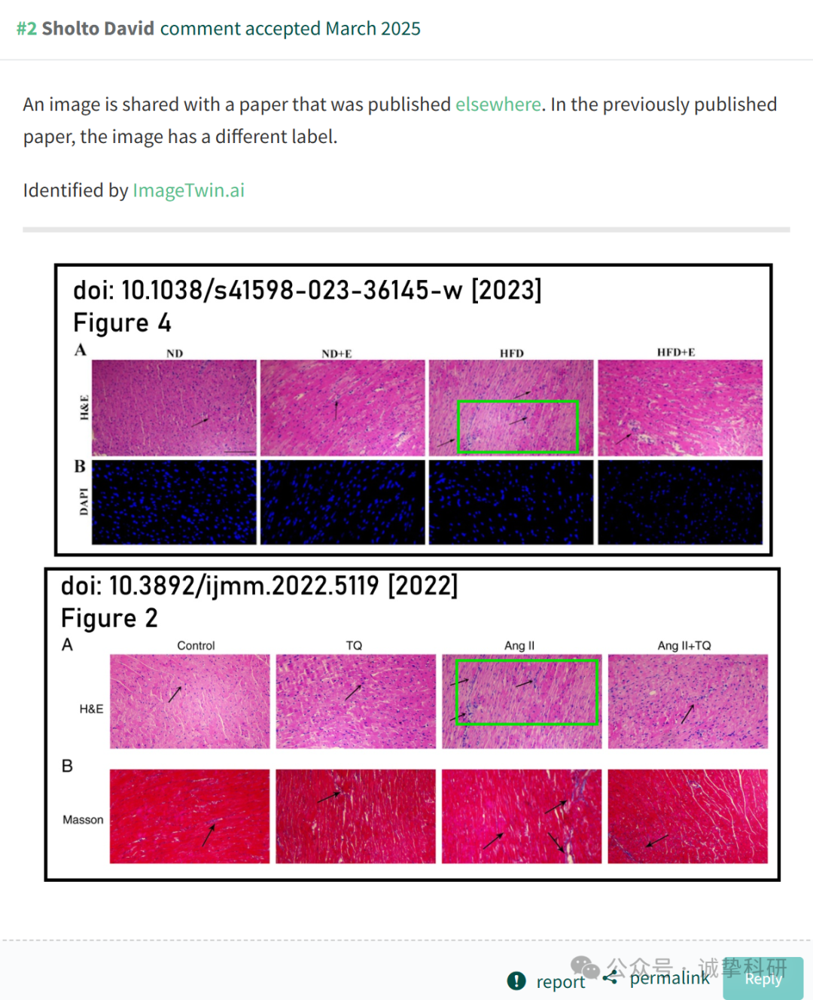 #2 Sholto David comment accepted March 2025
An image is shared with a paper that was published elsewhere. In the previously published
paper, the image has a different label.
Identified by ImageTwin.ai
doi: 10.1038/s41598-023-36145-w [2023]
Figure 4
A
ND ND+E HFD HFD+E
H&E
B
DAPI
doi: 10.3892/ijmm.2022.5119 [2022]
Figure 2
A
Control TQ Ang II Ang II+TQ
H&E
B
Masson
公众号 · 诚挚科研
! report permalink Reply